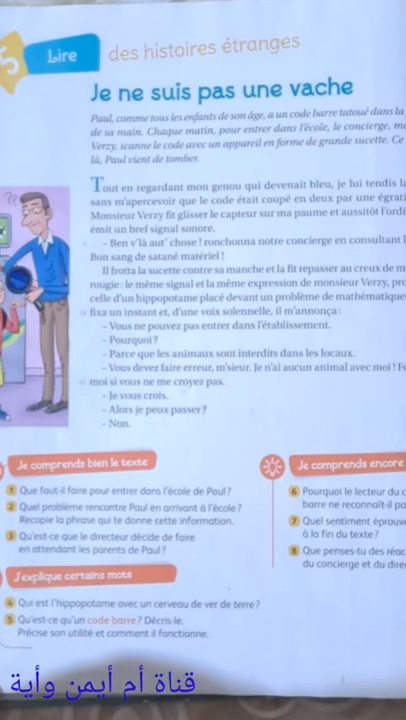 5
Lire
des histoires étranges
Je ne suis pas une vache
Paul, comme tous les enfants de son âge, a un code barre tatoué dans la
de sa main. Chaque matin, pour entrer dans l'école, le concierge,
Verzy, scanne le code avec un appareil en forme de grande sucette. Ce
là, Paul vient de tomber.
Tout en regardant mon genou qui devenait bleu, je lui tendis
sans m'apercevoir que le code était coupé en deux par une
Monsieur Verzy fit glisser le capteur sur ma paume et aussitôt
émit un bref signal sonore.
– Ben v'là aut' chose ! ronchonna notre concierge en consultant
Bon sang de satané matériel !
Il frotta la sucette contre sa manche et la fit repasser au creux de
rougie : le même signal et la même expression de monsieur Verzy,
celle d'un hippopotame placé devant un problème de
fixa un instant et, d'une voix solennelle, il m'annonça :
– Vous ne pouvez pas entrer dans l'établissement.
– Pourquoi ?
– Parce que les animaux sont interdits dans les locaux.
– Vous devez faire erreur, m'sieur. Je n'ai aucun animal avec moi !
moi si vous ne me croyez pas.
– Je vous crois.
– Alors je peux passer ?
– Non.
Je comprends bien le texte
1 Que faut-il faire pour entrer dans l'école de Paul ?
2 Quel problème rencontre Paul en arrivant à l'école ?
Recopie la phrase qui te donne cette information.
3 Qu'est-ce que le directeur décide de faire
en attendant les parents de Paul ?
J'explique certains mots
4 Qui est l'hippopotame avec un cerveau de ver de terre ?
5 Qu'est-ce qu'un code barre ? Décris-le.
Précise son utilité et comment il fonctionne.
Je comprends encore
6 Pourquoi le lecteur du
barre ne reconnaît-il
7 Quel sentiment
à la fin du texte ?
8 Que penses-tu des
du concierge et du
قناة أم أيمن وأية